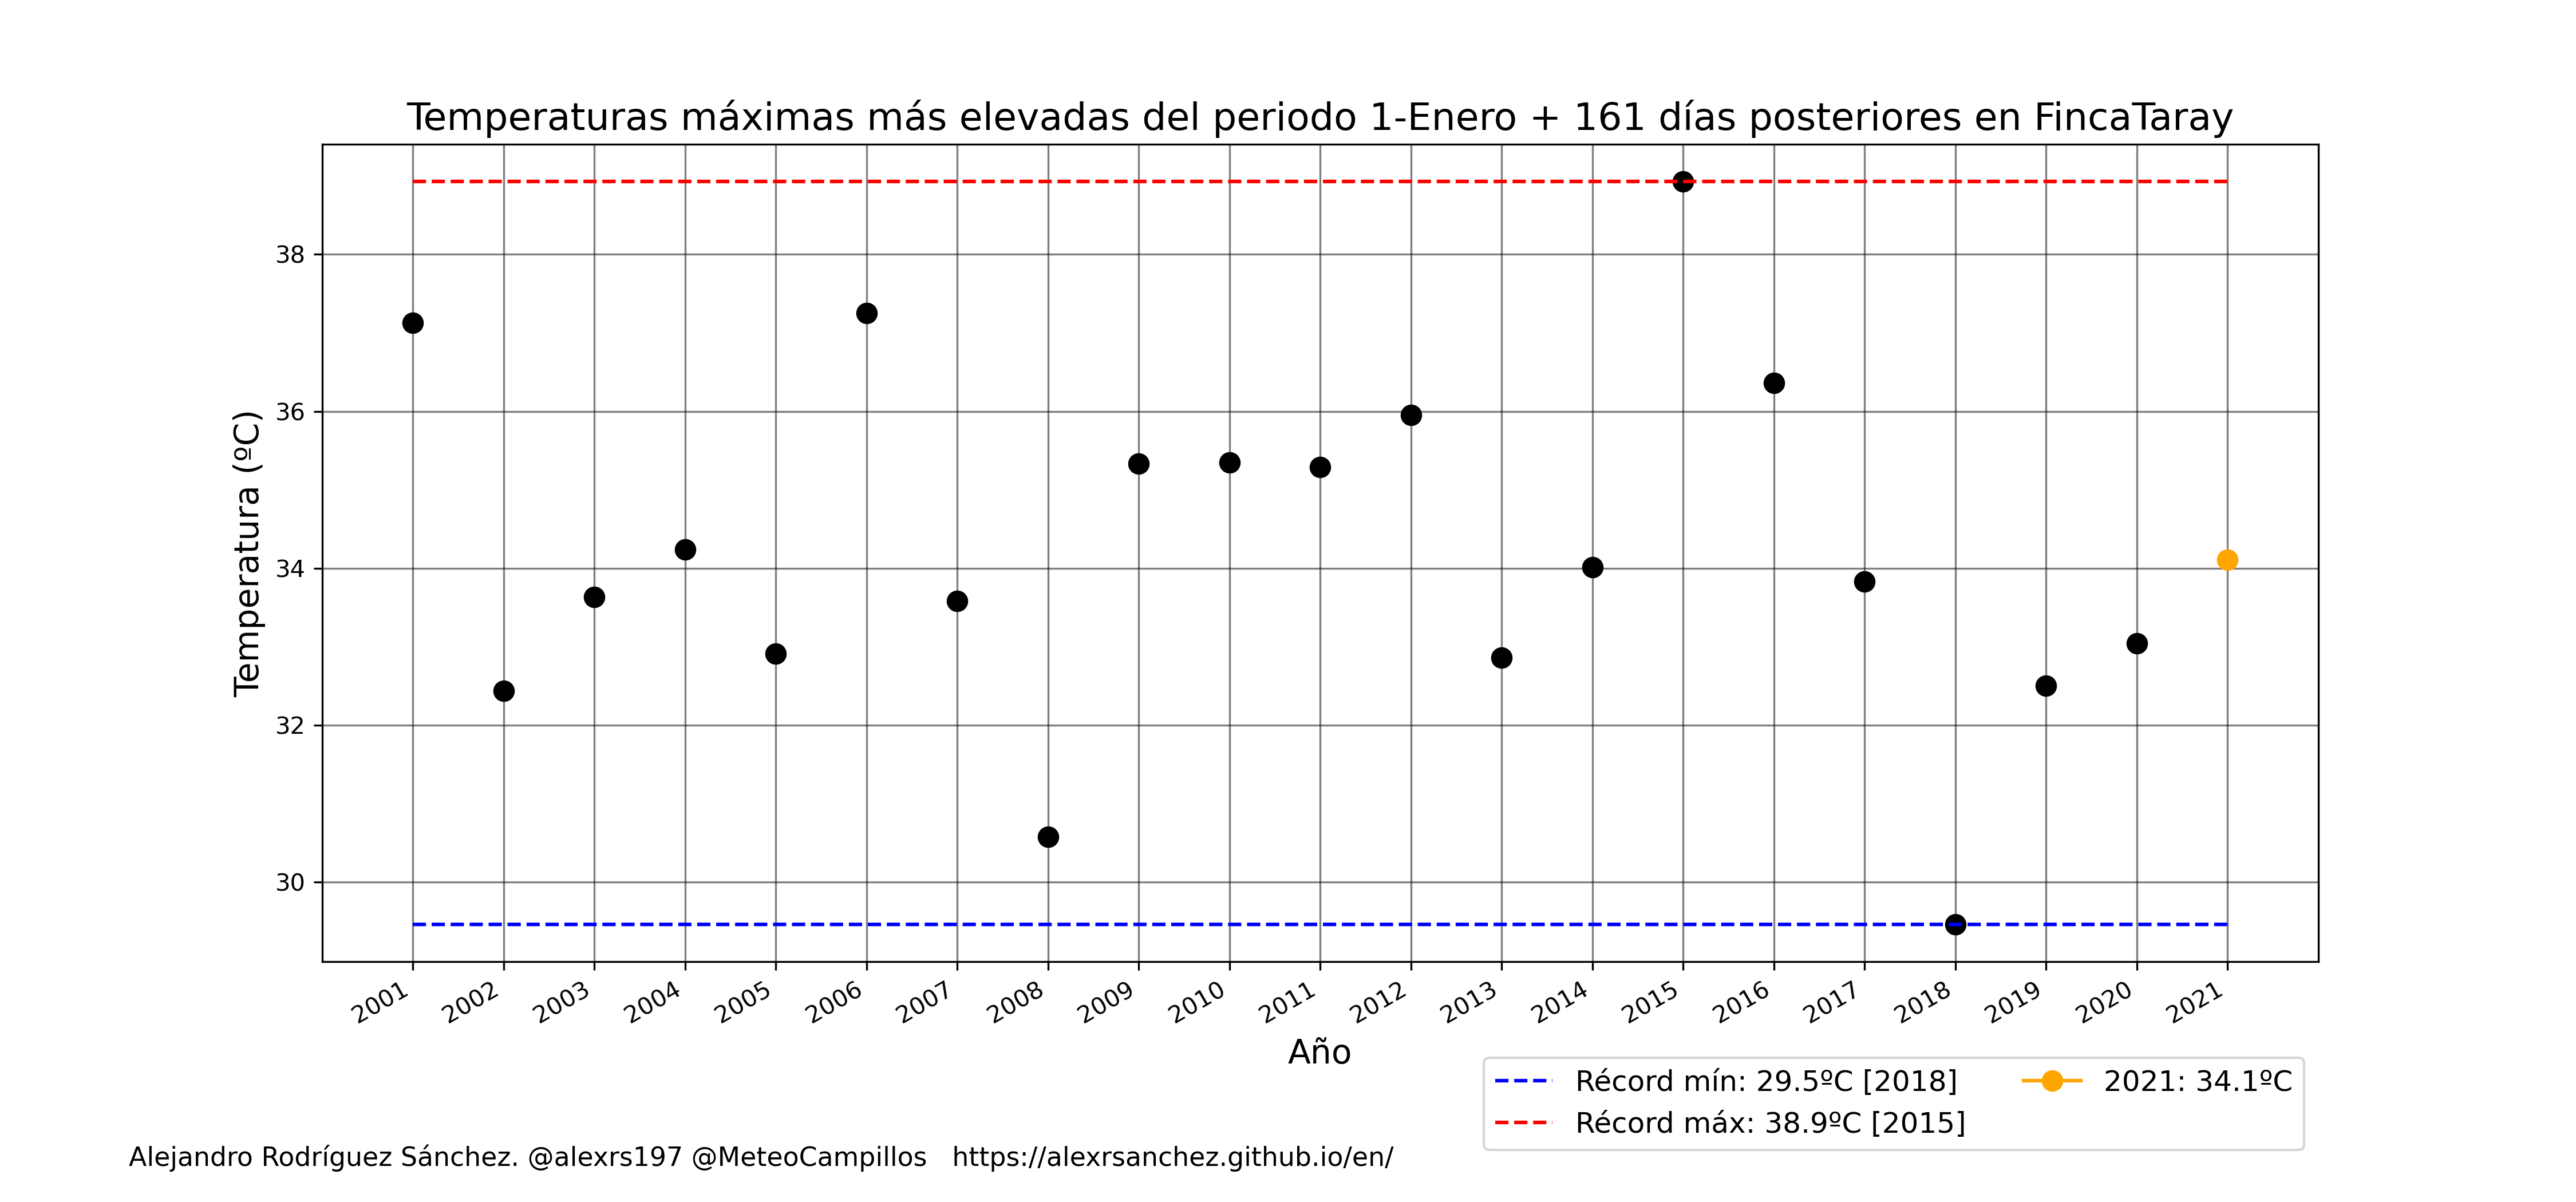 Temperaturas máximas más elevadas del periodo 1-Enero + 161 días posteriores en FincaTaray
Temperatura (ºC)
38
36
34
32
30
2001 2002 2003 2004 2005 2006 2007 2008 2009 2010 2011 2012 2013 2014 2015 2016 2017 2018 2019 2020 2021
Año
Récord mín: 29.5ºC [2018]
Récord máx: 38.9ºC [2015]
2021: 34.1ºC
Alejandro Rodríguez Sánchez. @alexrs197 @MeteoCampillos https://alexrsanchez.github.io/en/